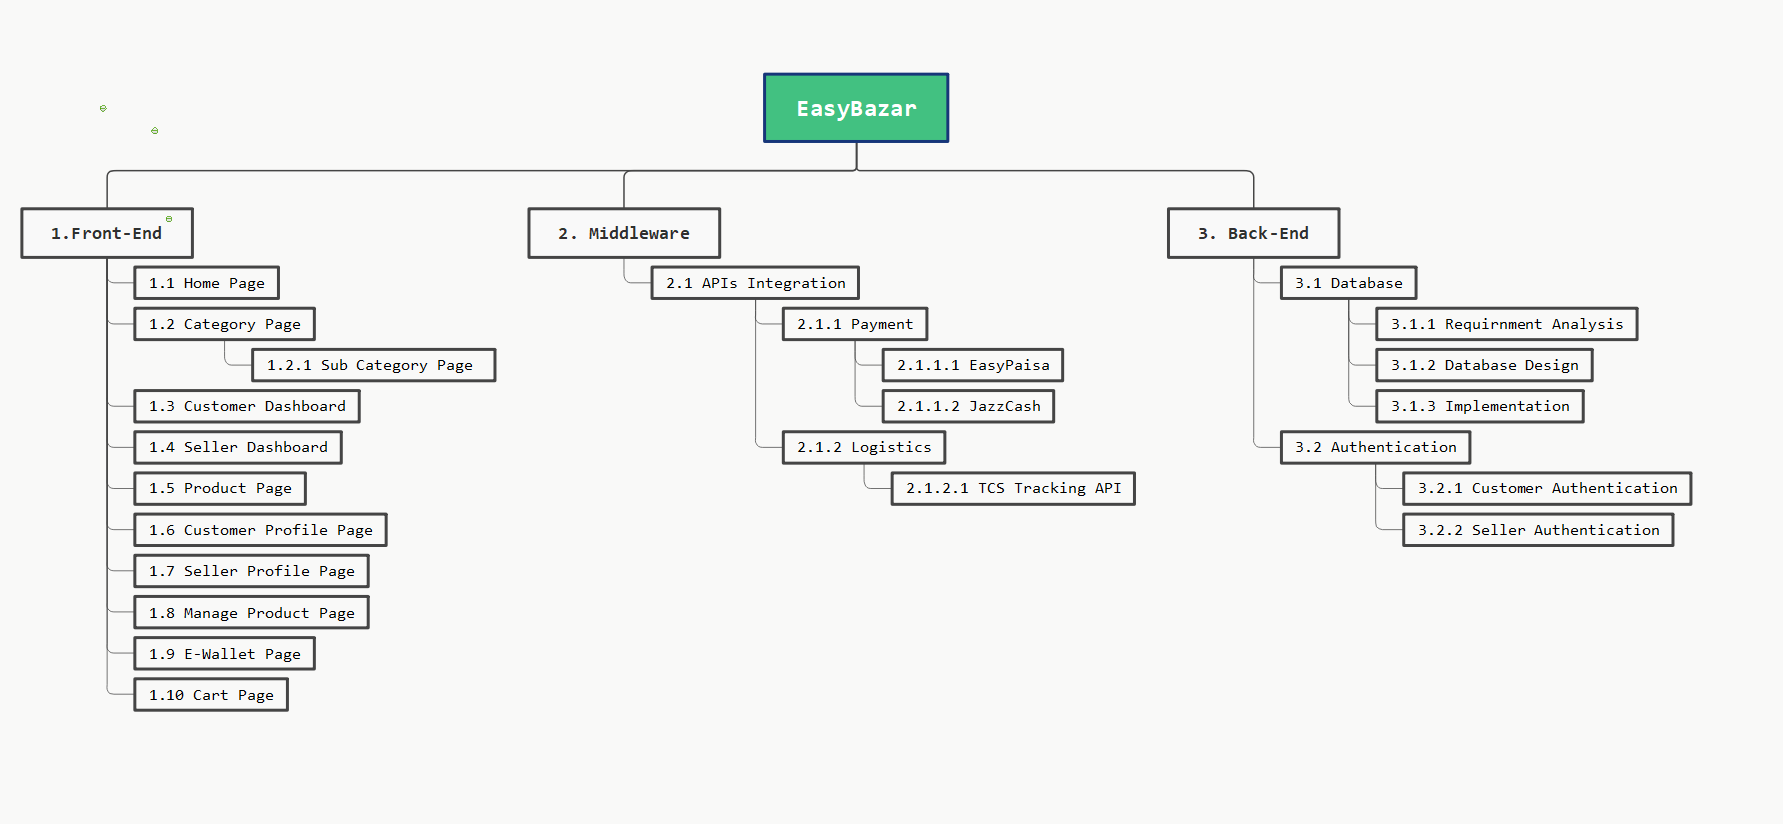 EasyBazar
1.Front-End
1.1 Home Page
1.2 Category Page
1.2.1 Sub Category Page
1.3 Customer Dashboard
1.4 Seller Dashboard
1.5 Product Page
1.6 Customer Profile Page
1.7 Seller Profile Page
1.8 Manage Product Page
1.9 E-Wallet Page
1.10 Cart Page
2. Middleware
2.1 APIs Integration
2.1.1 Payment
2.1.1.1 EasyPaisa
2.1.1.2 JazzCash
2.1.2 Logistics
2.1.2.1 TCS Tracking API
3. Back-End
3.1 Database
3.1.1 Requirnment Analysis
3.1.2 Database Design
3.1.3 Implementation
3.2 Authentication
3.2.1 Customer Authentication
3.2.2 Seller Authentication